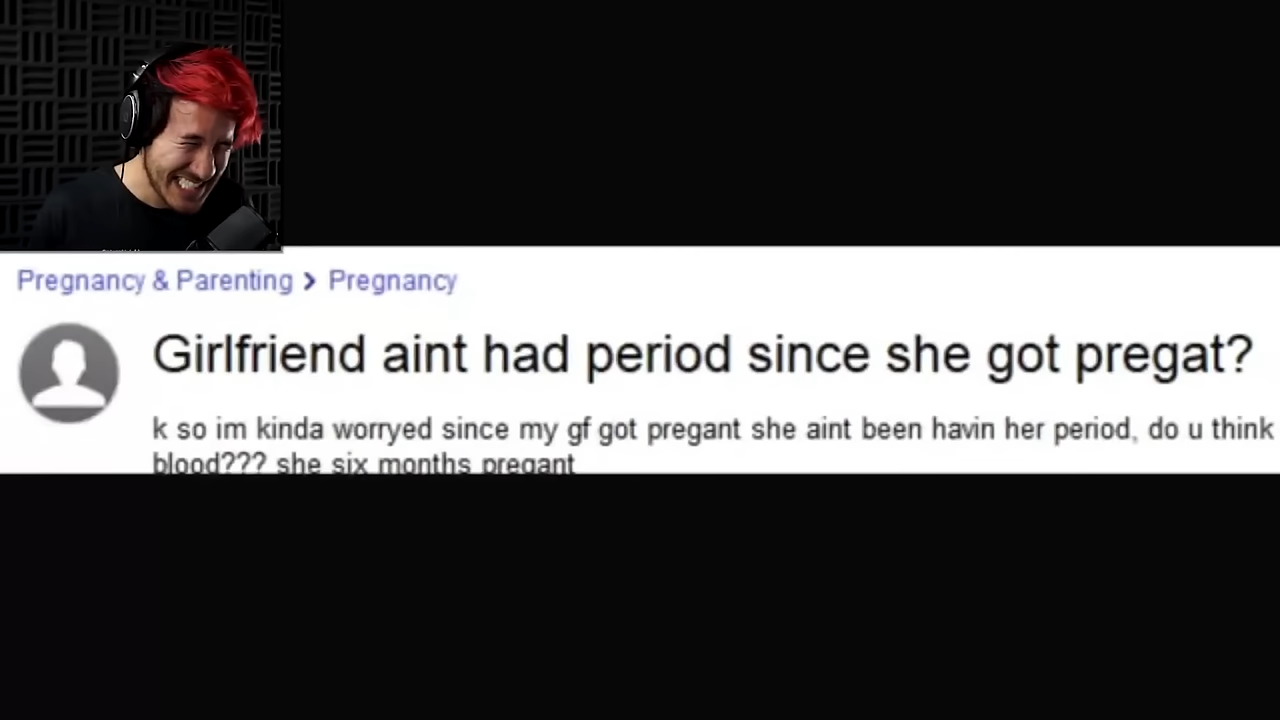 Pregnancy & Parenting > Pregnancy
Girlfriend aint had period since she got pregat?
k so im kinda worryed since my gf got pregant she aint been havin her period, do u think
blood??? she six months pregant